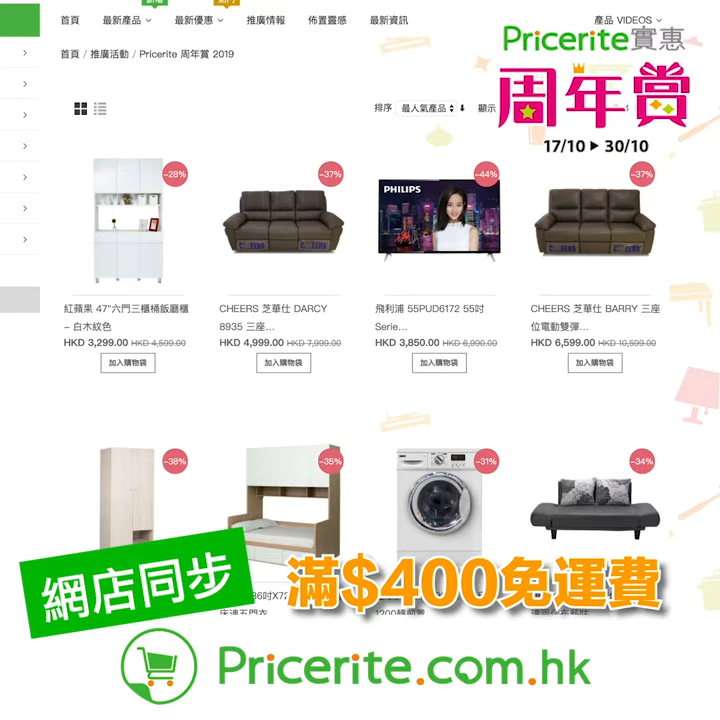 首頁 最新產品 最新優惠 推廣情報 佈置靈感 最新資訊 產品 VIDEOS
Pricerite實惠
首頁 / 推廣活動 / Pricerite 周年賞 2019
周年賞
排序 最人氣產品 顯示
17/10 ▶ 30/10
-28% -37% -44% -37%
PHILIPS
紅蘋果 47"六門三櫃桶飯廳櫃 - 白木紋色
HKD 3,299.00 HKD 4,599.00
加入購物袋
CHEERS 芝華仕 DARCY 8935 三座...
HKD 4,999.00 HKD 7,999.00
加入購物袋
飛利浦 55PUD6172 55吋 Serie...
HKD 3,850.00 HKD 6,990.00
加入購物袋
CHEERS 芝華仕 BARRY 三座位電動雙彈...
HKD 6,599.00 HKD 10,599.00
加入購物袋
-38% -35% -31% -34%
網店同步
滿$400免運費
Pricerite.com.hk